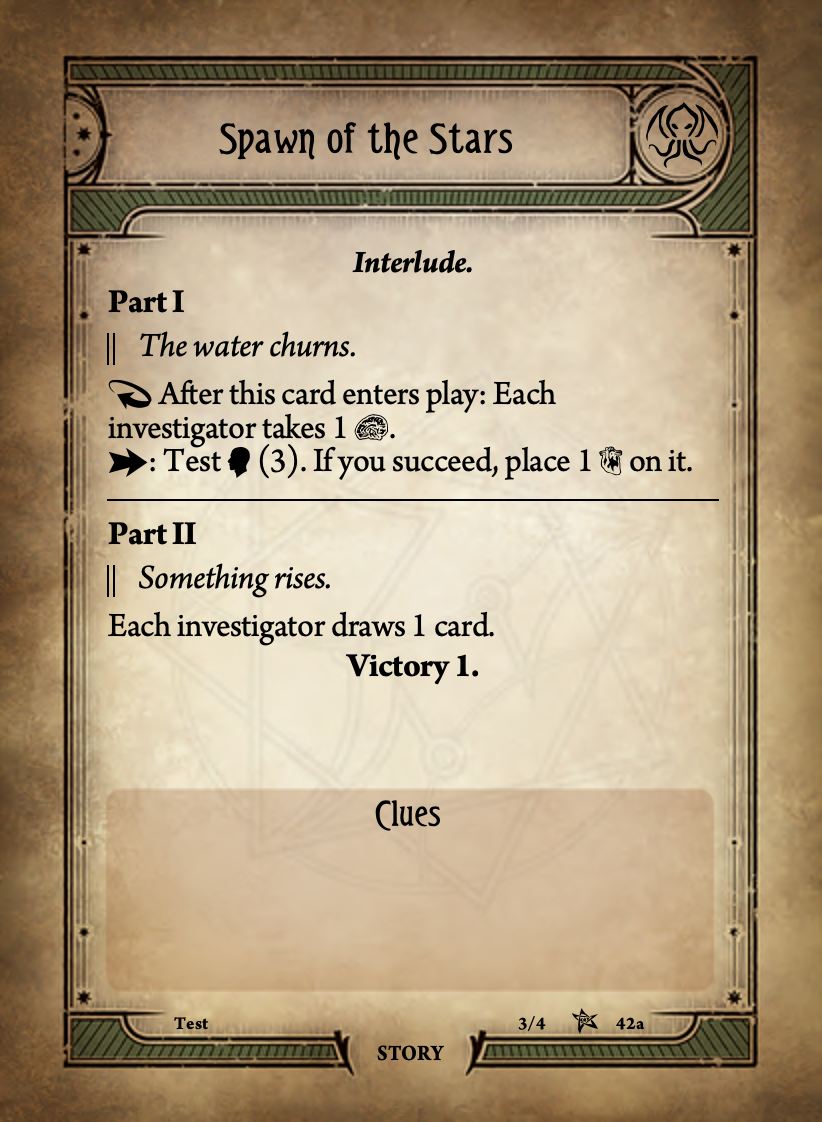 Spawn of the Stars
Interlude.
Part I
The water churns.
After this card enters play: Each
investigator takes 1 .
: Test (3). If you succeed, place 1 on it.
Part II
Something rises.
Each investigator draws 1 card.
Victory 1.
Clues
Test 3/4 42a
STORY